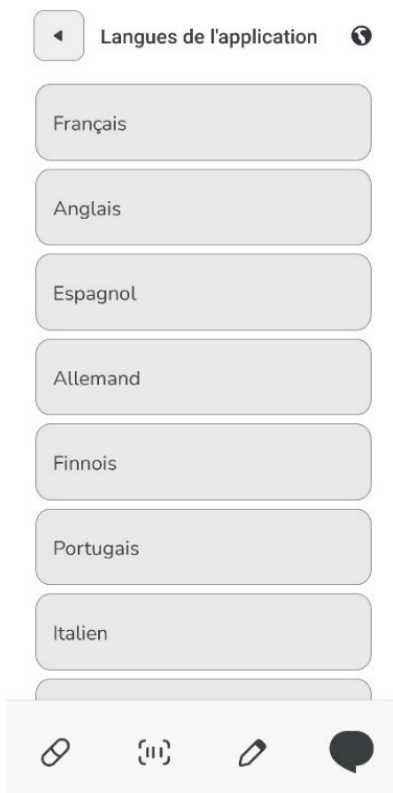 Langues de l'application
Français
Anglais
Espagnol
Allemand
Finnois
Portugais
Italien